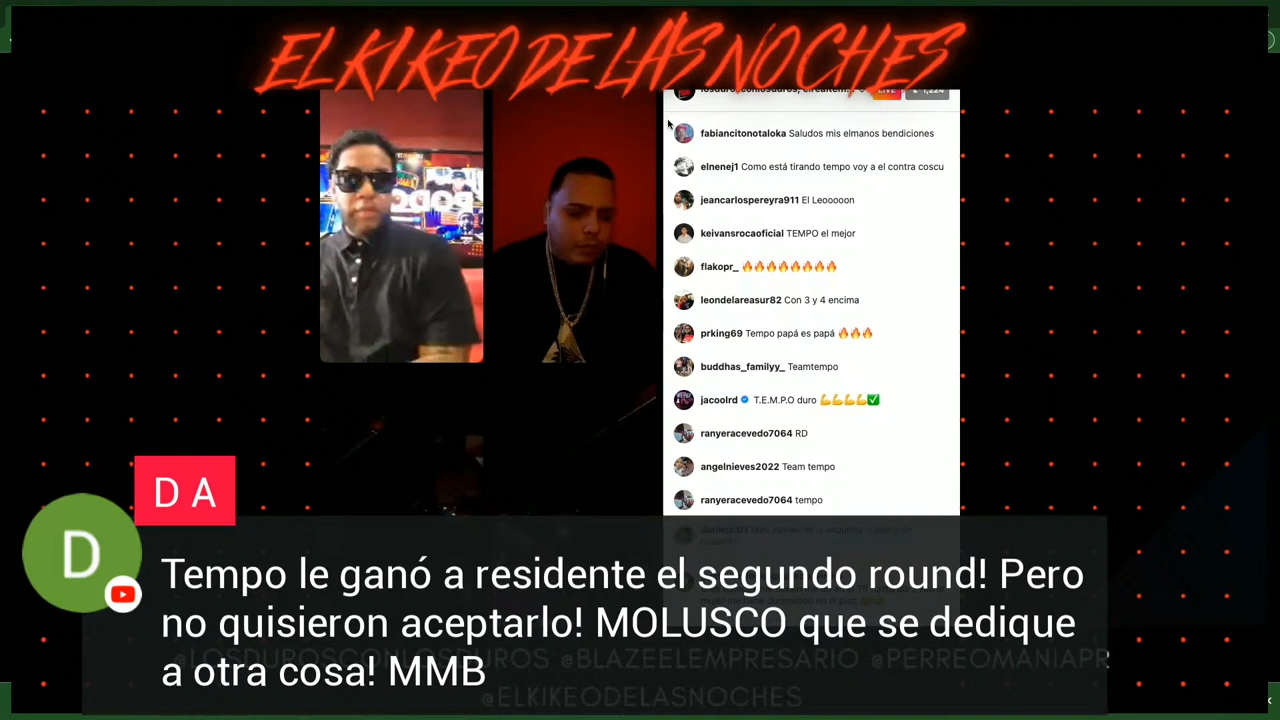 EL KIKEO DE LAS NOCHES
LIVE
1,224
fabiancitonotaloka Saludos mis elmanos bendiciones
elnenej1 Como está tirando tempo voy a el contra coscu
jeancarlospereyra911 El Leooooon
keivansrocaoficial TEMPO el mejor
flakopr_ 🔥🔥🔥🔥🔥🔥🔥🔥
leondelareasur82 Con 3 y 4 encima
prking69 Tempo papá es papá 🔥🔥🔥
buddhas_familyy_ Teamtempo
jacoolrd T.E.M.P.O duro 💪💪💪💪✅
ranyeracevedo7064 RD
angelnieves2022 Team tempo
ranyeracevedo7064 tempo
D A
D
Tempo le ganó a residente el segundo round! Pero
no quisieron aceptarlo! MOLUSCO que se dedique
a otra cosa! MMB
@LOSDUROSCONLOSDUROS @BLAZEELEMPRESARIO @PERREOMANIAPR
@ELKIKEODELASNOCHES